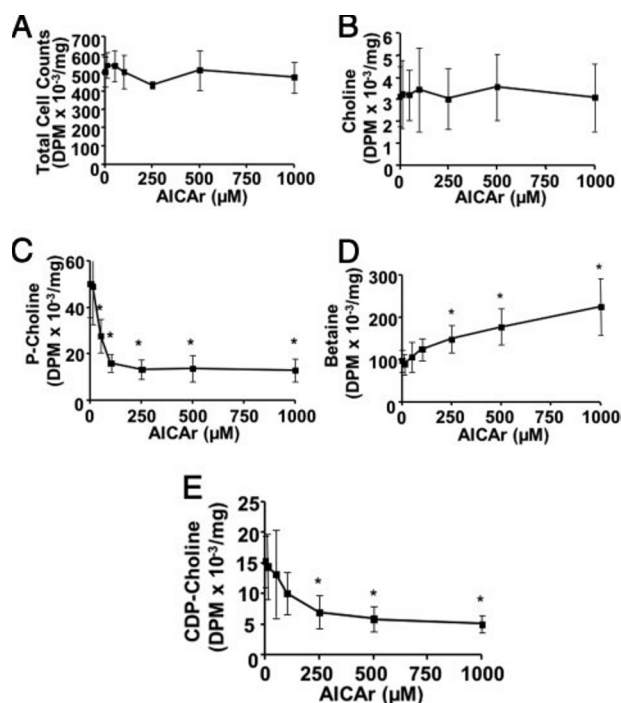 A
Total Cell Counts
(DPM x 10⁻³/mg)
700
600
500
400
300
200
100
0
0 250 500 750 1000
AICAr (µM)
B
Choline
(DPM x 10⁻³/mg)
6
5
4
3
2
1
0
0 250 500 750 1000
AICAr (µM)
C
P-Choline
(DPM x 10⁻³/mg)
60
40
20
0
* * * * *
0 250 500 750 1000
AICAr (µM)
D
Betaine
(DPM x 10⁻³/mg)
300
200
100
0
* * *
0 250 500 750 1000
AICAr (µM)
E
CDP-Choline
(DPM x 10⁻³/mg)
25
20
15
10
5
0
* * *
0 250 500 750 1000
AICAr (µM)